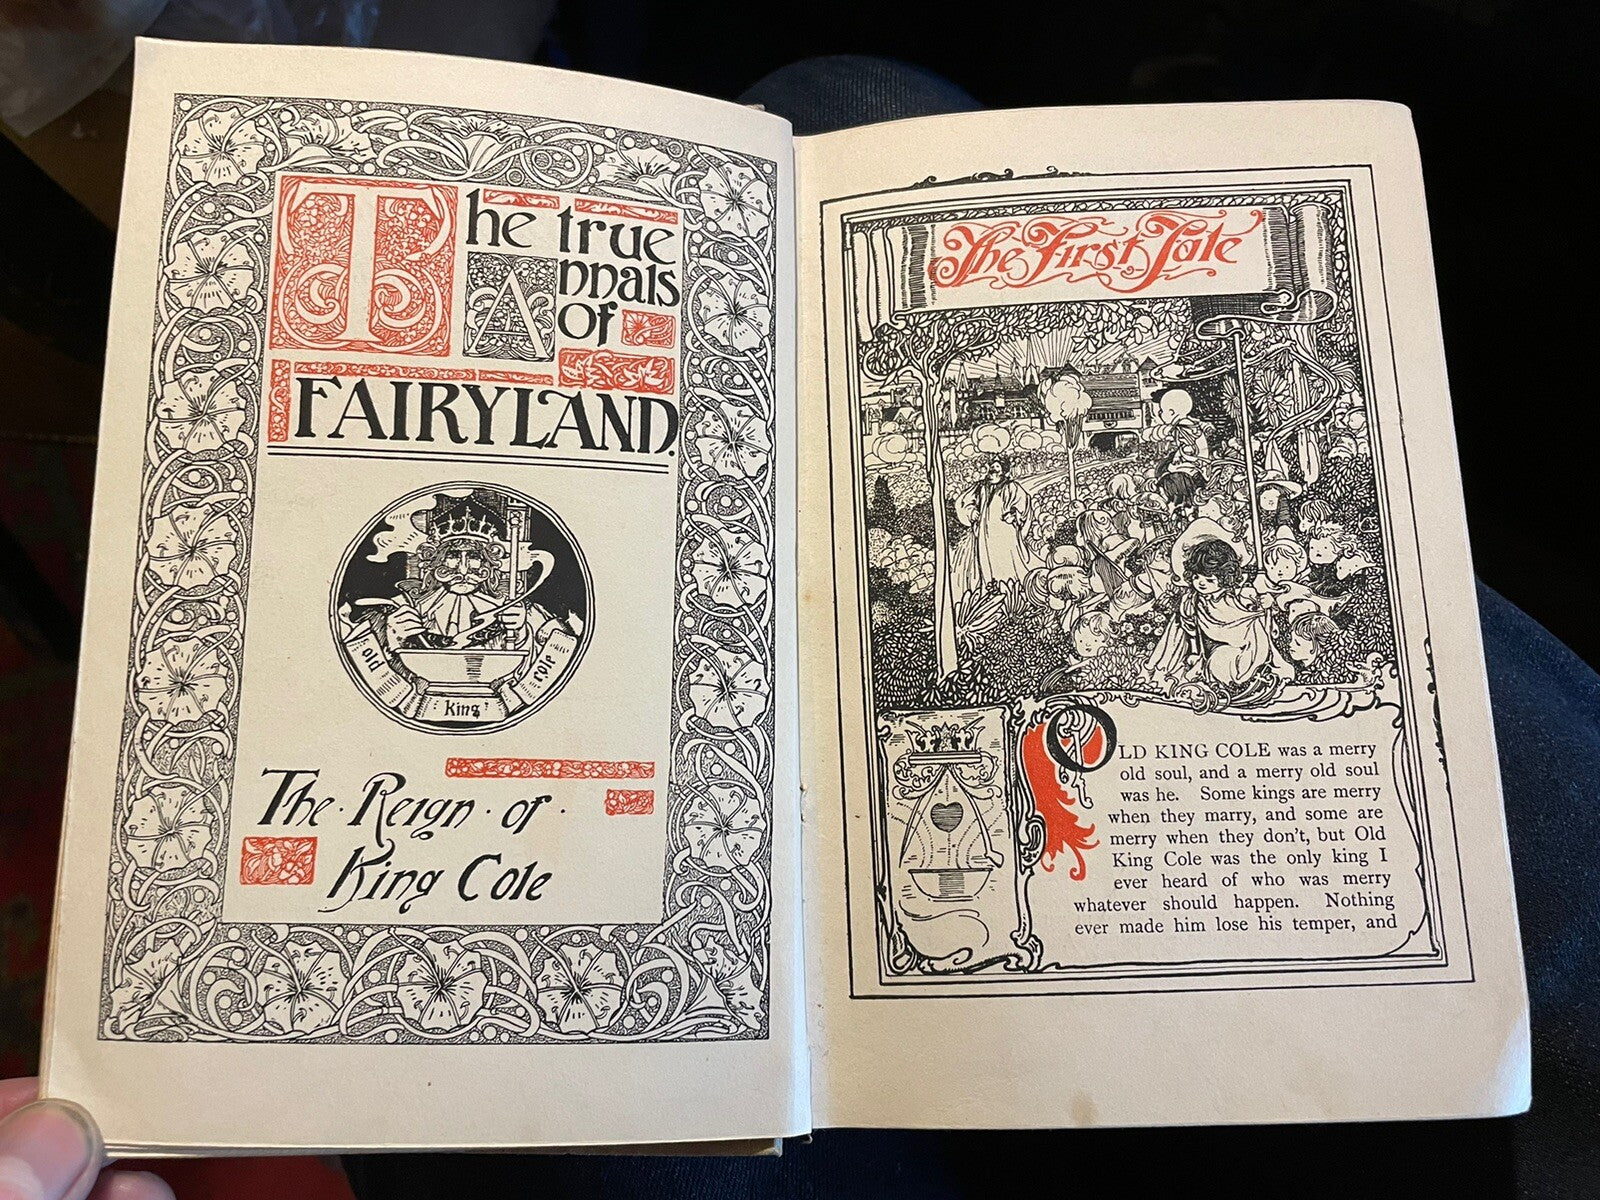 The true
Annals
of
FAIRYLAND.
old King Cole
The · Reign · of ·
King Cole
The First Tale
OLD KING COLE was a merry
old soul, and a merry old soul
was he. Some kings are merry
when they marry, and some are
merry when they don't, but Old
King Cole was the only king I
ever heard of who was merry
whatever should happen. Nothing
ever made him lose his temper, and